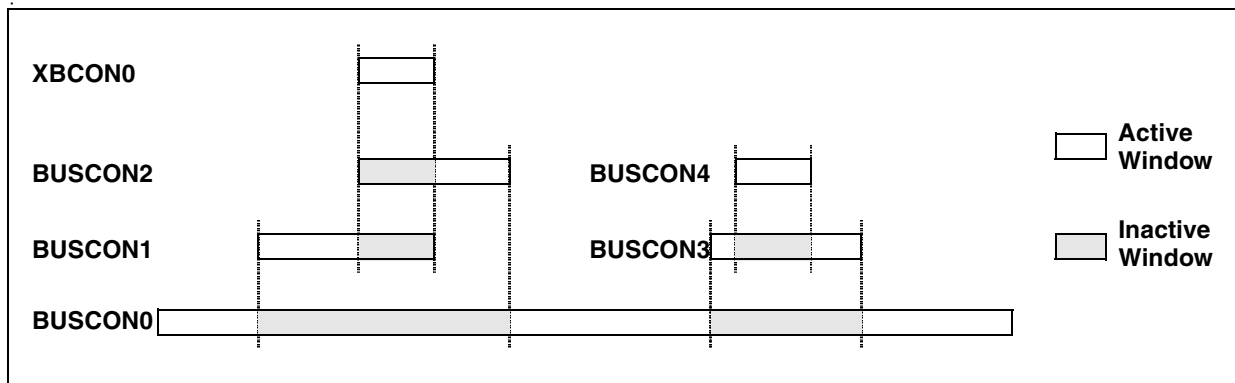 XBCON0
BUSCON2
BUSCON4
Active
Window
BUSCON1
BUSCON3
Inactive
Window
BUSCON0